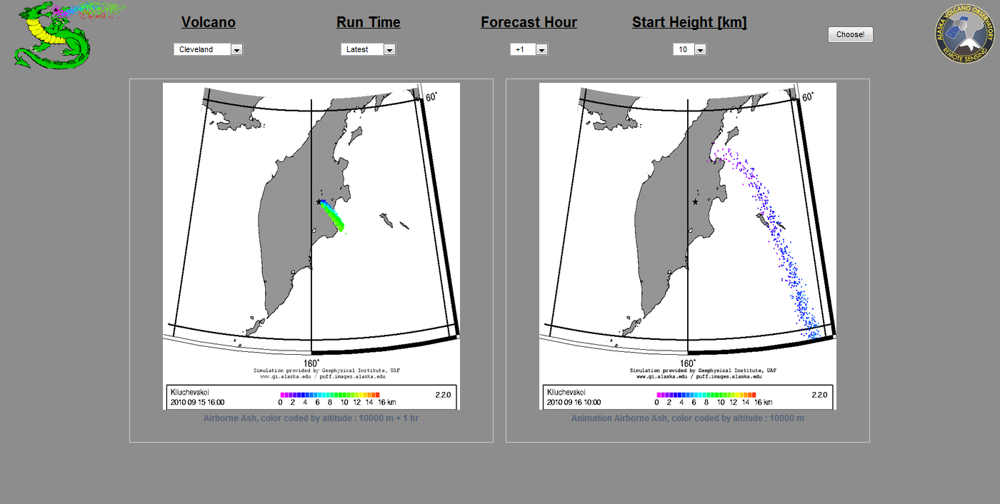 Volcano Run Time Forecast Hour Start Height [km]
Cleveland Latest +1 10 Choose!
ALASKA VOLCANO OBSERVATORY
REMOTE SENSING
60°
160°
Simulation provided by Geophysical Institute, UAF
www.gi.alaska.edu / puff.images.alaska.edu
Kliuchevskoi
2010 09 15 16:00
0 2 4 6 8 10 12 14 16 km
2.2.0
Airborne Ash, color coded by altitude : 10000 m + 1 hr
60°
160°
Simulation provided by Geophysical Institute, UAF
www.gi.alaska.edu / puff.images.alaska.edu
Kliuchevskoi
2010 09 16 10:00
0 2 4 6 8 10 12 14 16 km
2.2.0
Animation Airborne Ash, color coded by altitude : 10000 m